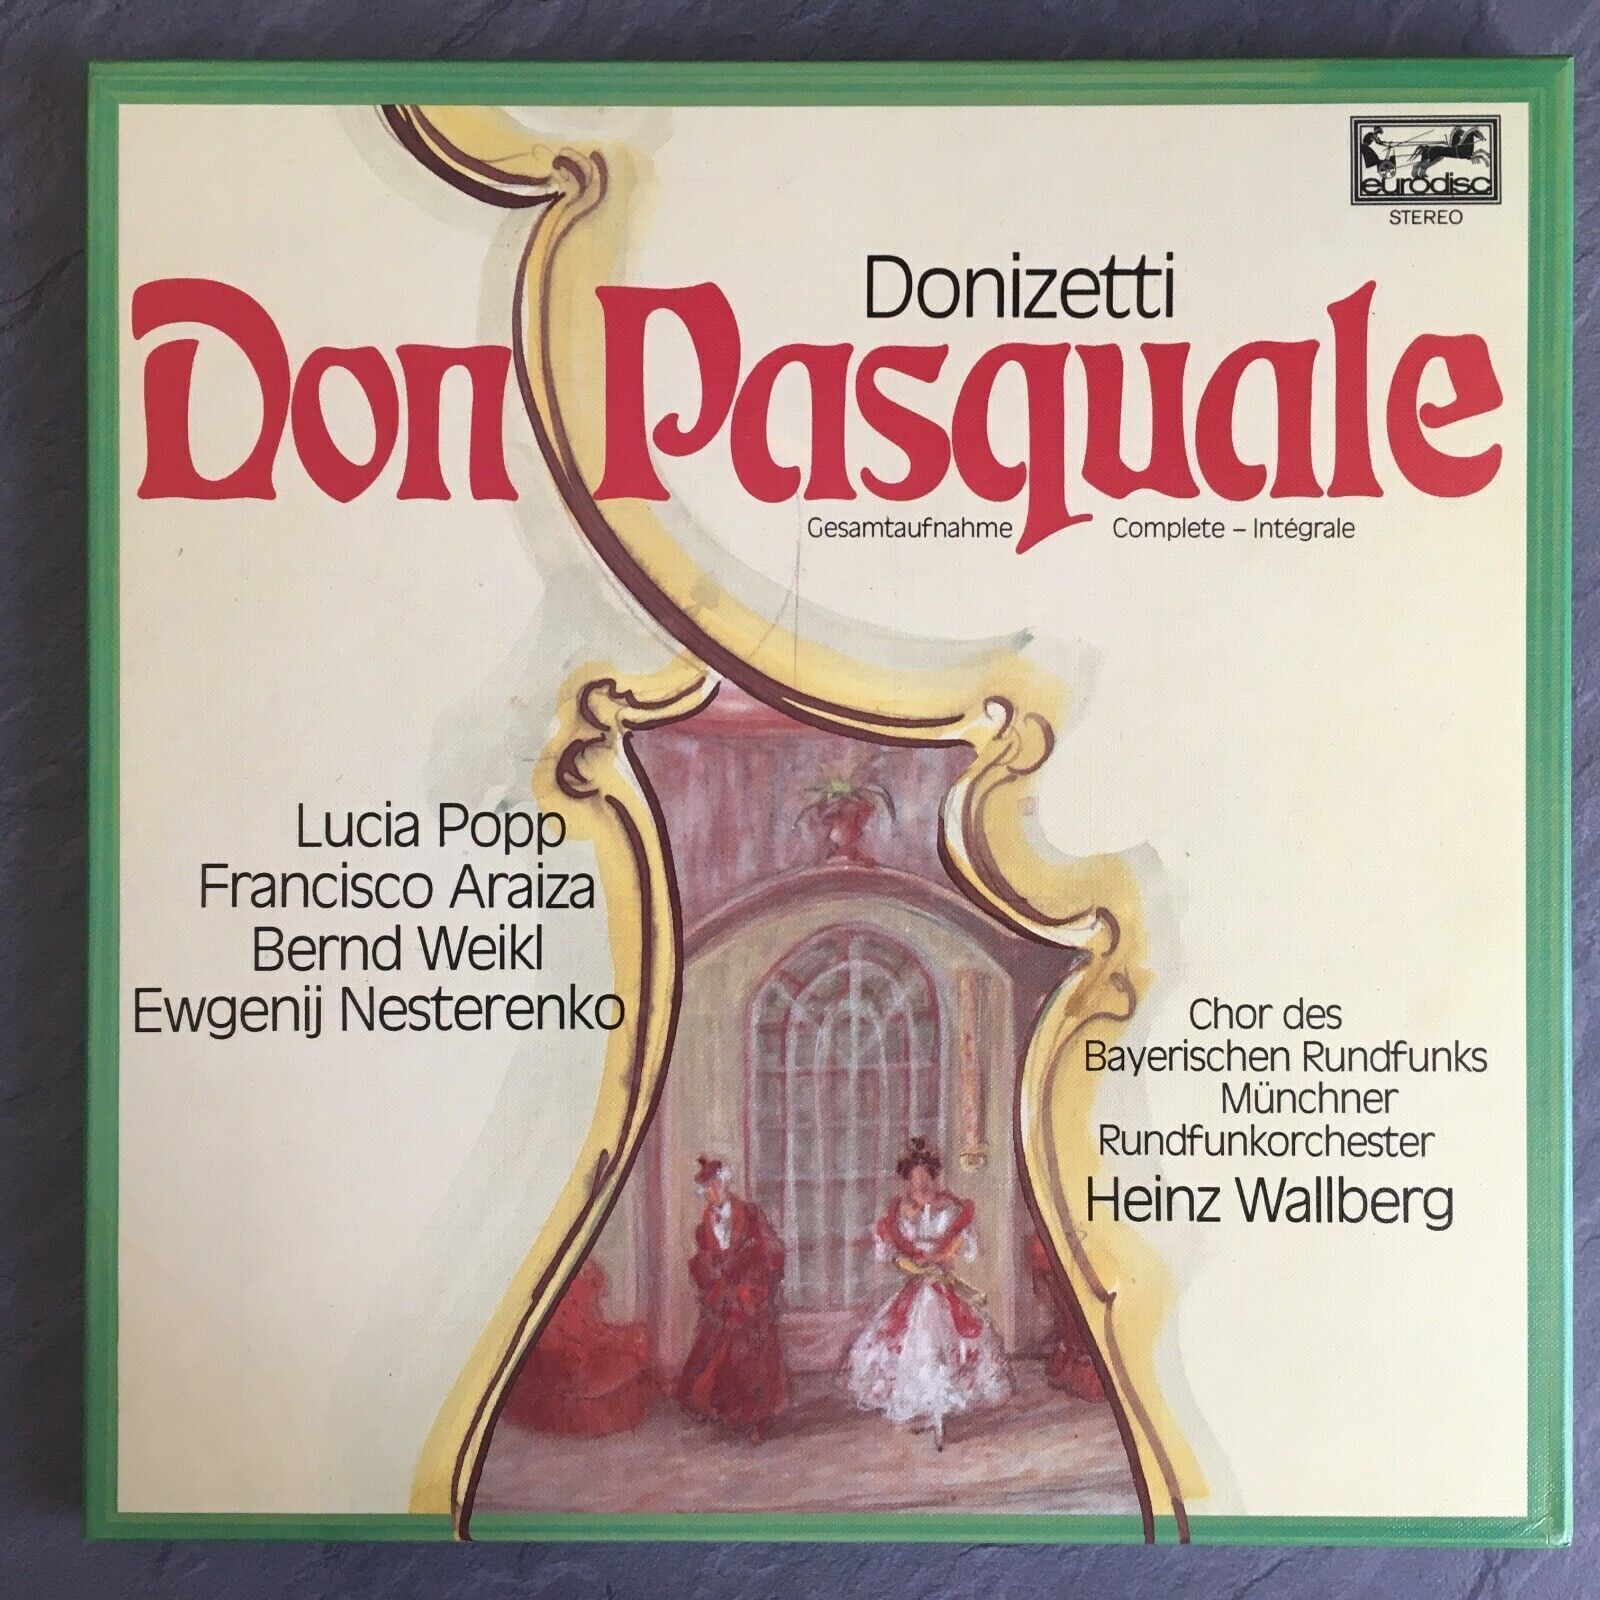 eurodisc
STEREO
Donizetti
Don Pasquale
Gesamtaufnahme Complete – Intégrale
Lucia Popp
Francisco Araiza
Bernd Weikl
Ewgenij Nesterenko
Chor des
Bayerischen Rundfunks
Münchner
Rundfunkorchester
Heinz Wallberg